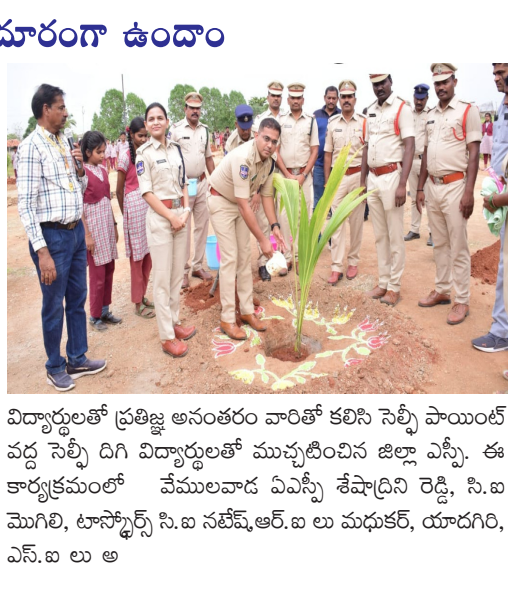 దూరంగా ఉందాం
విద్యార్థులతో ప్రతిజ్ఞ అనంతరం వారితో కలిసి సెల్ఫీ పాయింట్
వద్ద సెల్ఫీ దిగి విద్యార్థులతో ముచ్చటించిన జిల్లా ఎస్పీ. ఈ
కార్యక్రమంలో వేములవాడ ఏఎస్పీ శేషాద్రిని రెడ్డి, సి.ఐ
మొగిలి, టాస్క్ఫోర్స్ సి.ఐ నటేష్,ఆర్.ఐ లు మధుకర్, యాదగిరి,
ఎస్.ఐ లు అ